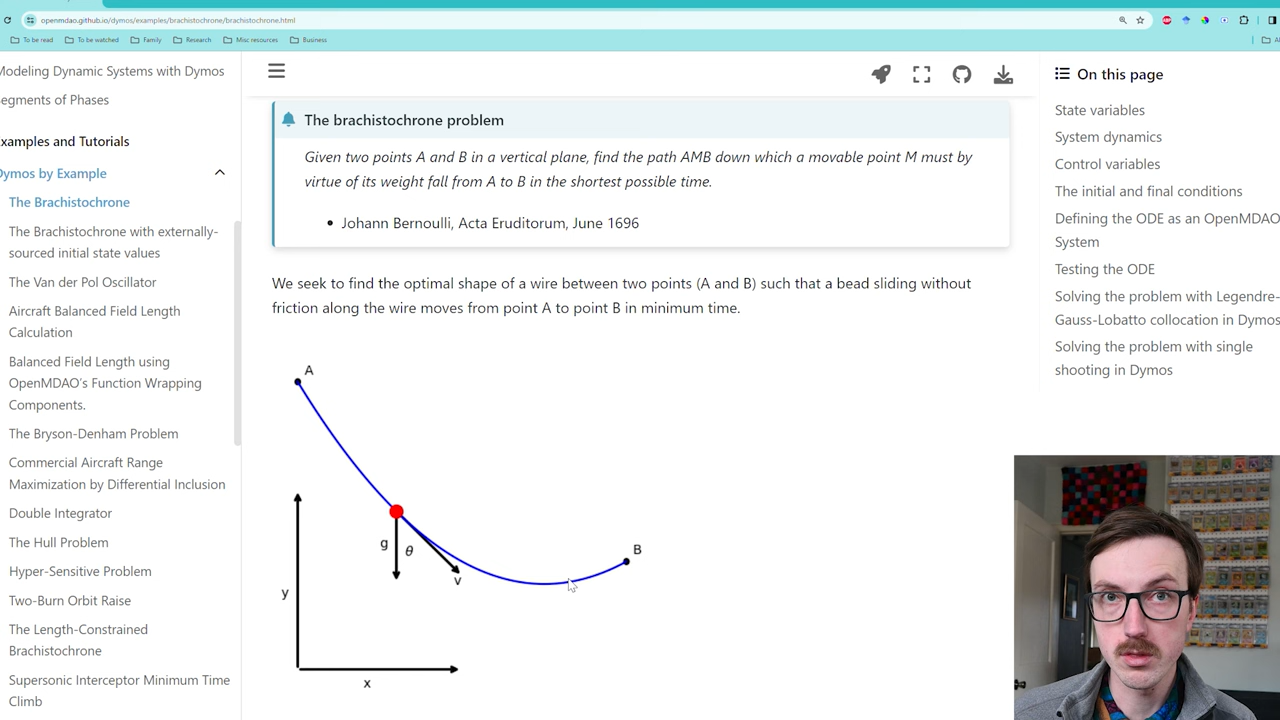 openmdao.github.io/dymos/examples/brachistochrone/brachistochrone.html
To be read
To be watched
Family
Research
Misc resources
Business
Modeling Dynamic Systems with Dymos
egments of Phases
xamples and Tutorials
Dymos by Example
The Brachistochrone
The Brachistochrone with externally-
sourced initial state values
The Van der Pol Oscillator
Aircraft Balanced Field Length
Calculation
Balanced Field Length using
OpenMDAO's Function Wrapping
Components.
The Bryson-Denham Problem
Commercial Aircraft Range
Maximization by Differential Inclusion
Double Integrator
The Hull Problem
Hyper-Sensitive Problem
Two-Burn Orbit Raise
The Length-Constrained
Brachistochrone
Supersonic Interceptor Minimum Time
Climb
The brachistochrone problem
Given two points A and B in a vertical plane, find the path AMB down which a movable point M must by
virtue of its weight fall from A to B in the shortest possible time.
• Johann Bernoulli, Acta Eruditorum, June 1696
We seek to find the optimal shape of a wire between two points (A and B) such that a bead sliding without
friction along the wire moves from point A to point B in minimum time.
A
B
g
θ
v
y
x
On this page
State variables
System dynamics
Control variables
The initial and final conditions
Defining the ODE as an OpenMDAO
System
Testing the ODE
Solving the problem with Legendre-
Gauss-Lobatto collocation in Dymos
Solving the problem with single
shooting in Dymos